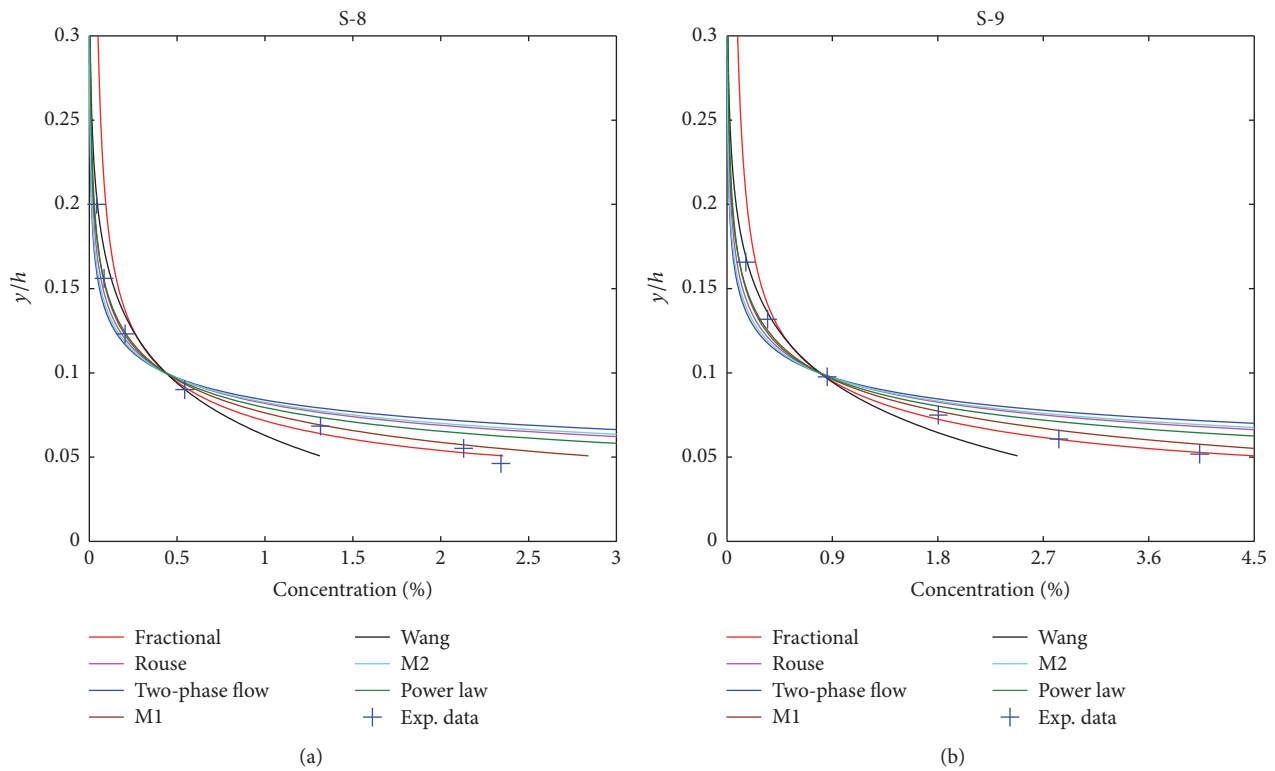 S-8
0.3
0.25
0.2
0.15
0.1
0.05
0
y/h
0 0.5 1 1.5 2 2.5 3
Concentration (%)
Fractional
Rouse
Two-phase flow
M1
Wang
M2
Power law
Exp. data
(a)
S-9
0.3
0.25
0.2
0.15
0.1
0.05
0
y/h
0 0.9 1.8 2.7 3.6 4.5
Concentration (%)
Fractional
Rouse
Two-phase flow
M1
Wang
M2
Power law
Exp. data
(b)